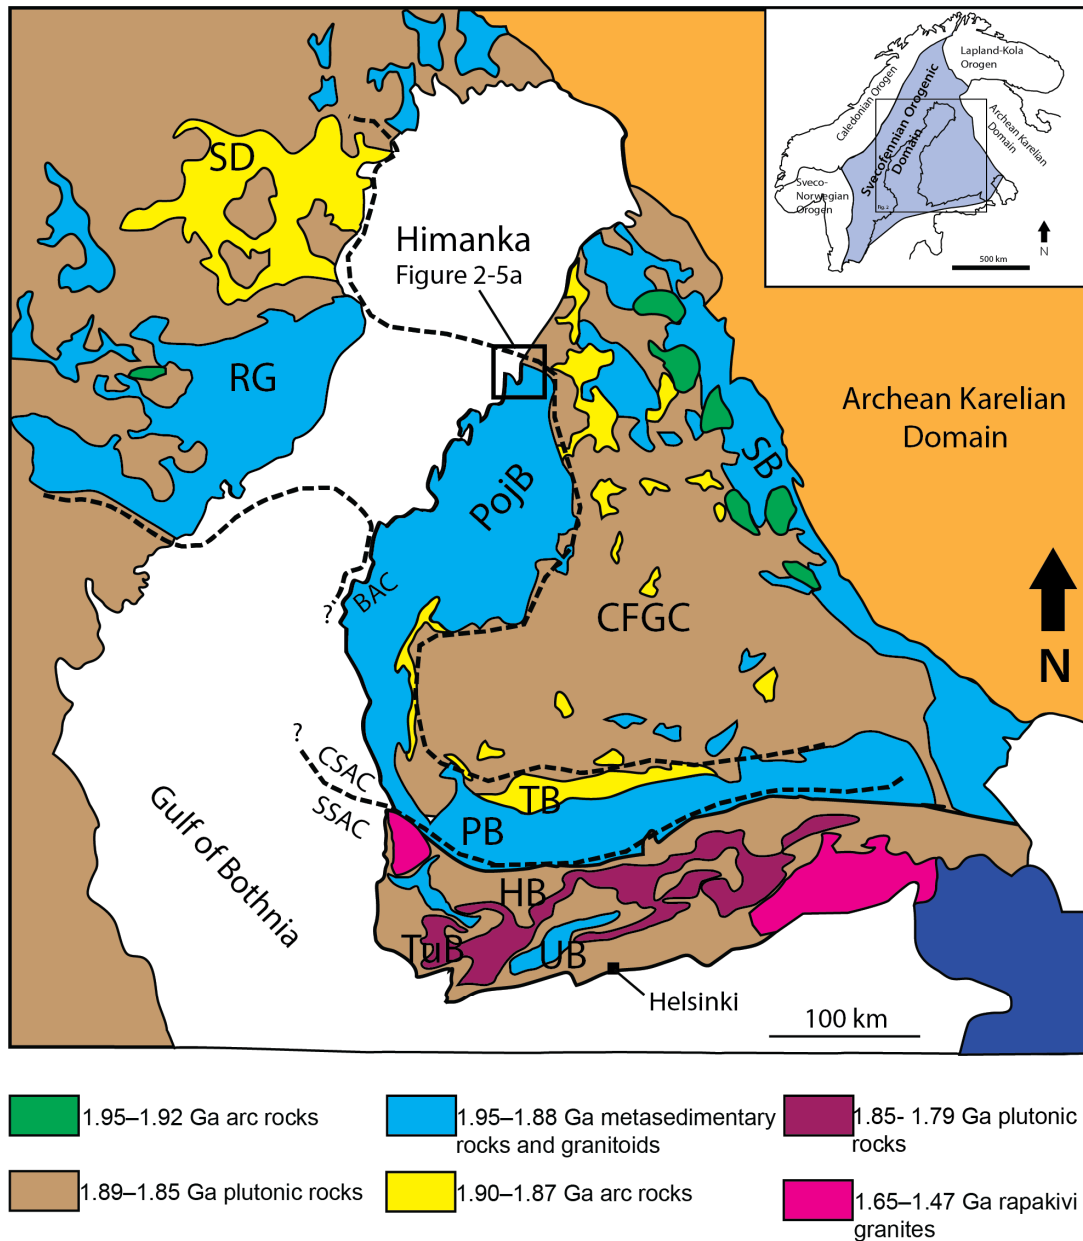 SD
Himanka
Figure 2-5a
RG
PojB
BAC
?
SB
Archean Karelian
Domain
CFGC
N
?
CSAC
SSAC
TB
PB
Gulf of Bothnia
HB
TuB
UB
Helsinki
100 km
Lapland-Kola
Orogen
Caledonian Orogen
Svecofennian Orogenic
Domain
Archean Karelian
Domain
Sveco-
Norwegian
Orogen
Fig. 2
N
500 km
1.95–1.92 Ga arc rocks
1.95–1.88 Ga metasedimentary
rocks and granitoids
1.85- 1.79 Ga plutonic
rocks
1.89–1.85 Ga plutonic rocks
1.90–1.87 Ga arc rocks
1.65–1.47 Ga rapakivi
granites